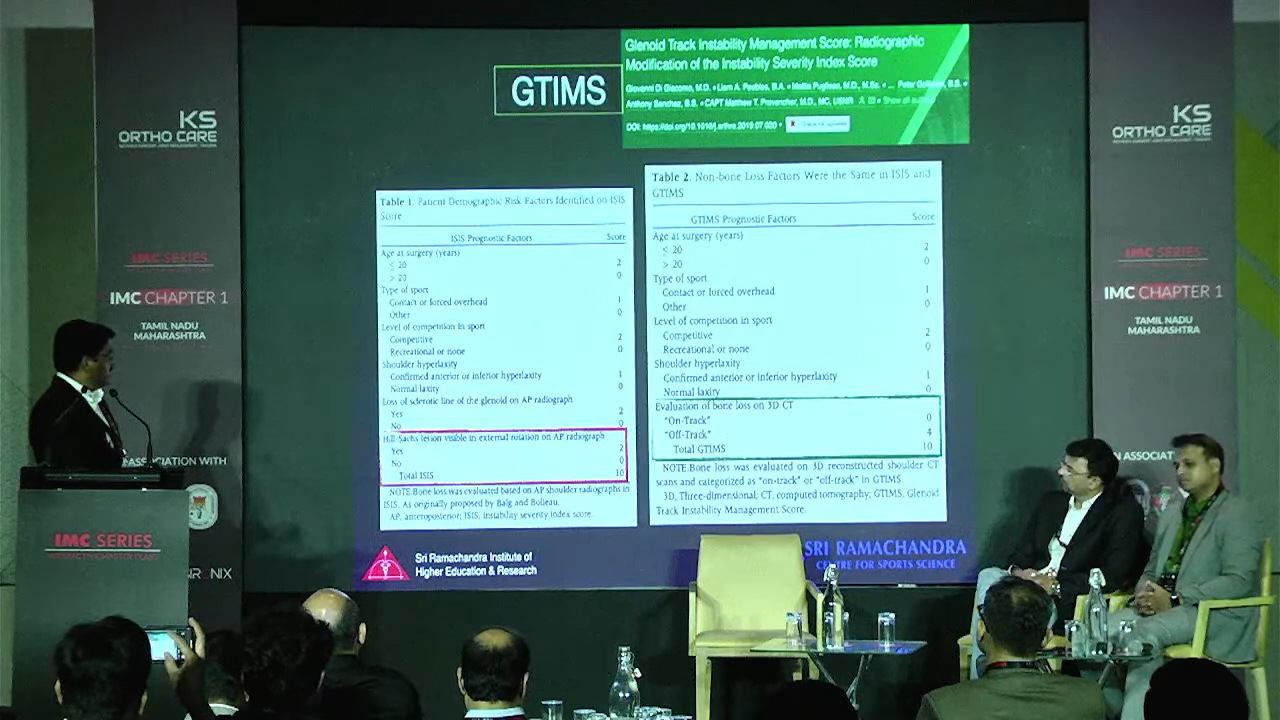 GTIMS
Glenoid Track Instability Management Score: Radiographic
Modification of the Instability Severity Index Score
Giovanni Di Giacomo, M.D. • Liam A. Peebles, B.A. •
Anthony Sanchez, B.S. • CAPT Matthew T. Provencher, M.D., MC, USNR
KS
ORTHO CARE
IMC SERIES
IMC CHAPTER 1
TAMIL NADU
MAHARASHTRA
ASSOCIATION WITH
IMC SERIES
Table 1. Patient Demographic Risk Factors Identified on ISIS
Score
ISIS Prognostic Factors Score
Age at surgery (years)
≤ 20 2
> 20 0
Type of sport
Contact or forced overhead 1
Other 0
Level of competition in sport
Competitive 2
Recreational or none 0
Shoulder hyperlaxity
Confirmed anterior or inferior hyperlaxity 1
Normal laxity 0
Loss of sclerotic line of the glenoid on AP radiograph
Yes 2
No 0
Hill-Sachs lesion visible in external rotation on AP radiograph
Yes 2
No 0
Total ISIS 10
NOTE. Bone loss was evaluated based on AP shoulder radiographs in
ISIS. As originally proposed by Balg and Boileau.
AP, anteroposterior; ISIS, instability severity index score.
Table 2. Non-bone Loss Factors Were the Same in ISIS and
GTIMS
GTIMS Prognostic Factors Score
Age at surgery (years)
≤ 20 2
> 20 0
Type of sport
Contact or forced overhead 1
Other 0
Level of competition in sport
Competitive 2
Recreational or none 0
Shoulder hyperlaxity
Confirmed anterior or inferior hyperlaxity 1
Normal laxity 0
Evaluation of bone loss on 3D CT
"On-Track" 0
"Off-Track" 4
Total GTIMS 10
NOTE. Bone loss was evaluated on 3D reconstructed shoulder CT
scans and categorized as "on-track" or "off-track" in GTIMS.
3D, Three-dimensional; CT, computed tomography; GTIMS, Glenoid
Track Instability Management Score.
Sri Ramachandra Institute of
Higher Education & Research
SRI RAMACHANDRA
CENTRE FOR SPORTS SCIENCE
KS
ORTHO CARE
IMC SERIES
IMC CHAPTER 1
TAMIL NADU
MAHARASHTRA